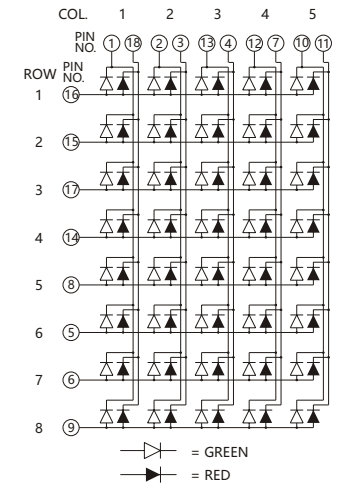 COL. 1 2 3 4 5
PIN NO. 1 18 2 3 13 4 12 7 10 11
ROW PIN NO.
1 16
2 15
3 17
4 14
5 8
6 5
7 6
8 9
= GREEN
= RED